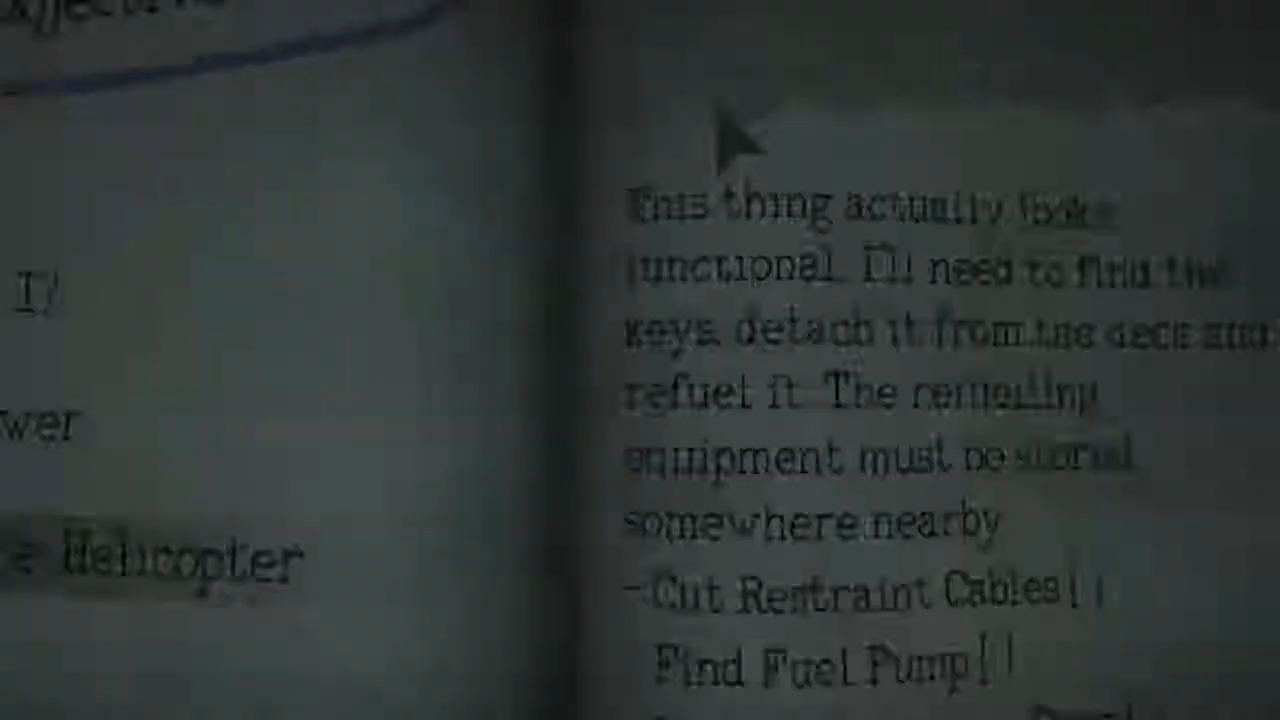 Objective
I/
wer
e Helicopter
This thing actually looks
functional. I'll need to find the
keys, detach it from the deck and
refuel it. The refueling
equipment must be stored
somewhere nearby
-Cut Restraint Cables!!
Find Fuel Pump!!